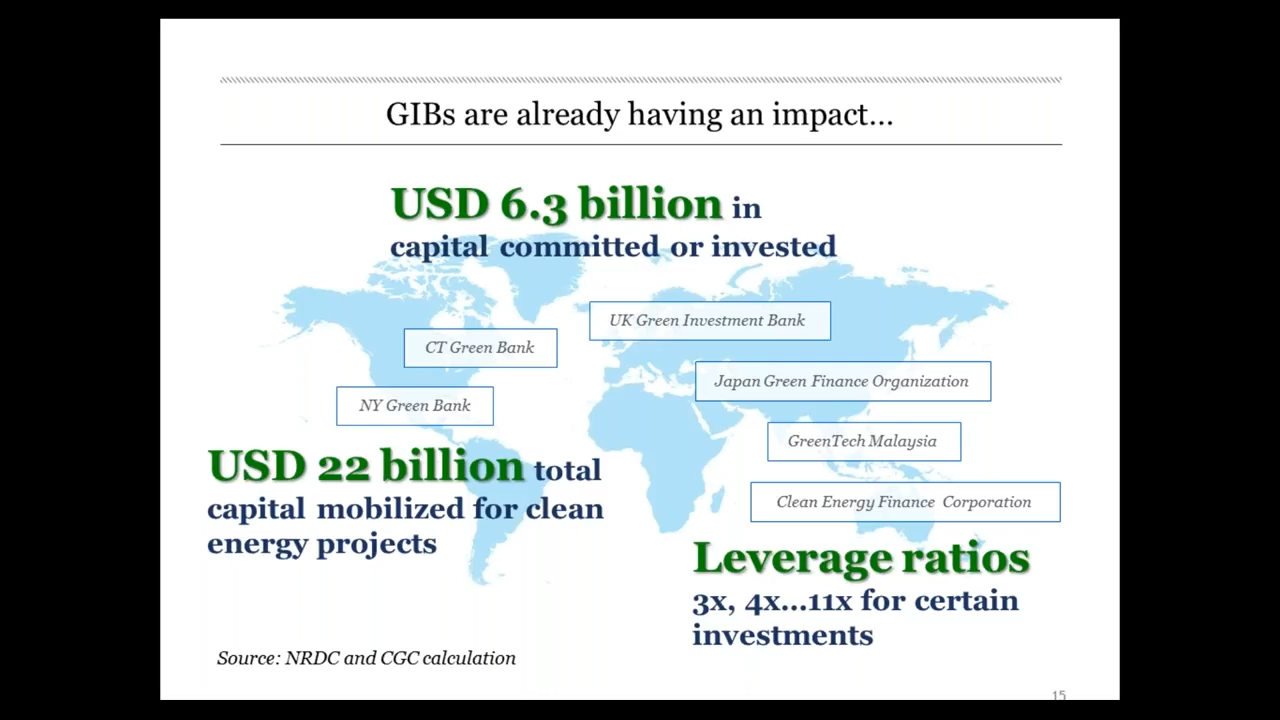 GIBs are already having an impact...
USD 6.3 billion in
capital committed or invested
UK Green Investment Bank
CT Green Bank
Japan Green Finance Organization
NY Green Bank
GreenTech Malaysia
USD 22 billion total
capital mobilized for clean
energy projects
Clean Energy Finance Corporation
Leverage ratios
3x, 4x...11x for certain
investments
Source: NRDC and CGC calculation
15